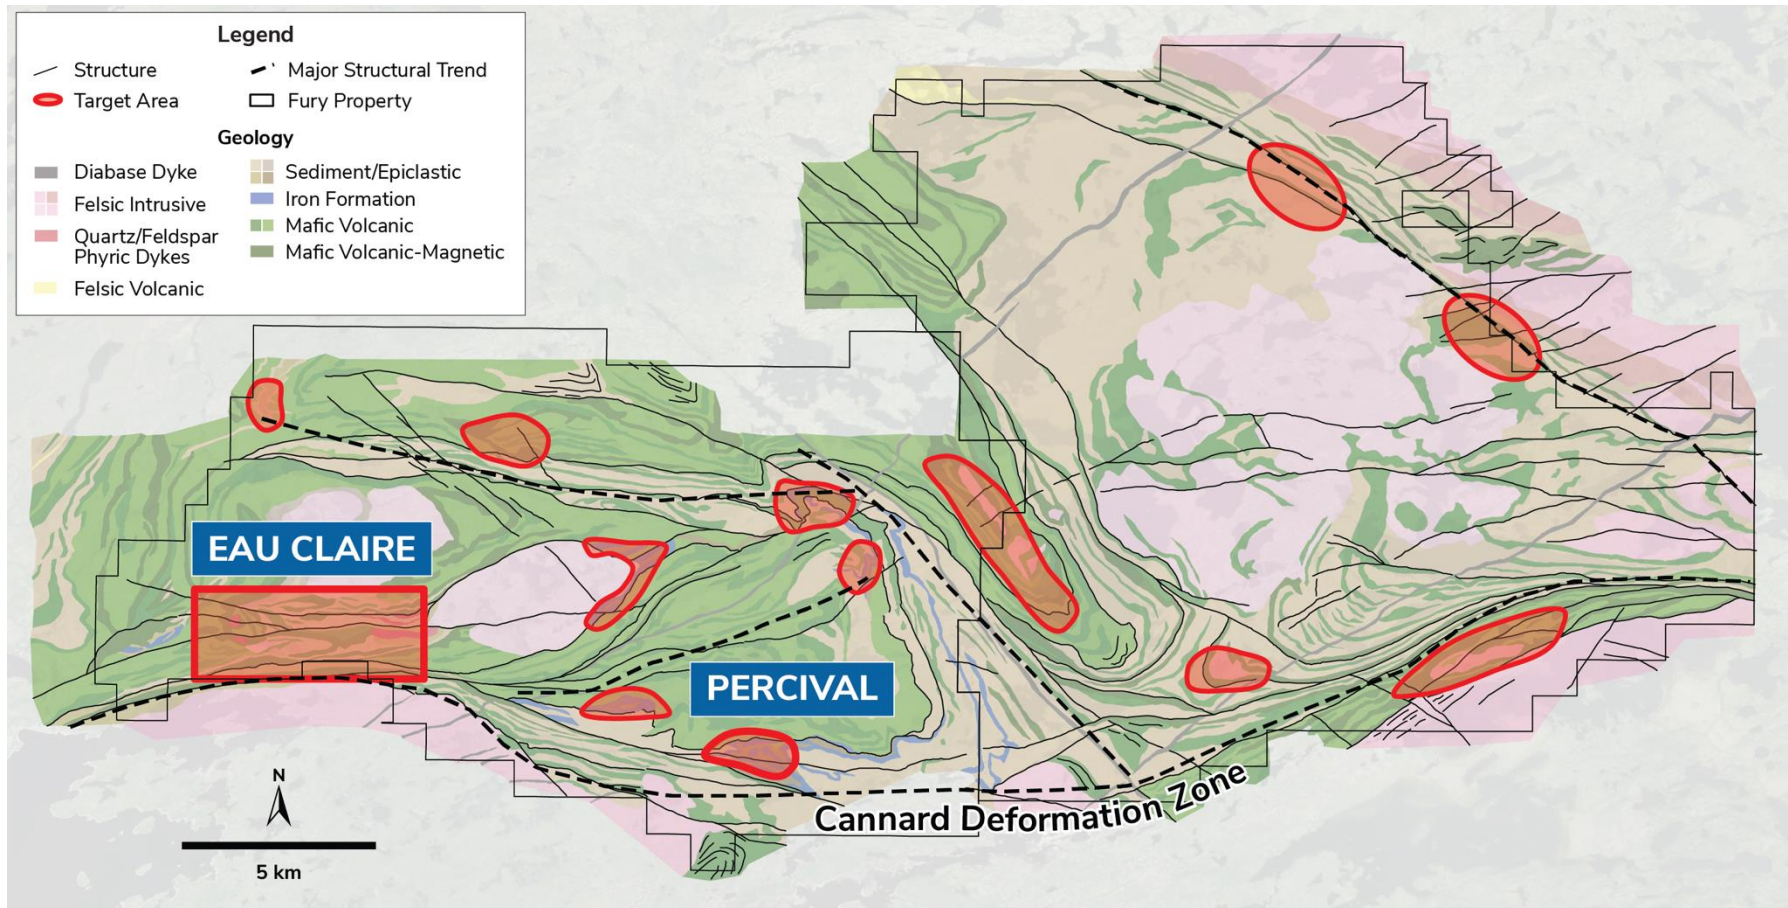 Legend
Structure
Major Structural Trend
Target Area
Fury Property
Geology
Diabase Dyke
Sediment/Epiclastic
Felsic Intrusive
Iron Formation
Quartz/Feldspar
Phyric Dykes
Mafic Volcanic
Mafic Volcanic-Magnetic
Felsic Volcanic
EAU CLAIRE
PERCIVAL
Cannard Deformation Zone
N
5 km